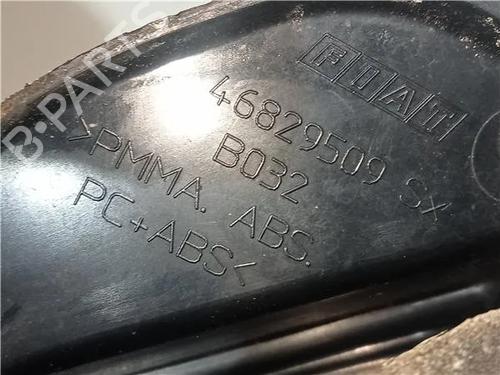 FIAT
46829509 SX
B032
>PMMA. ABS.
PC+ABS<
B-PARTS